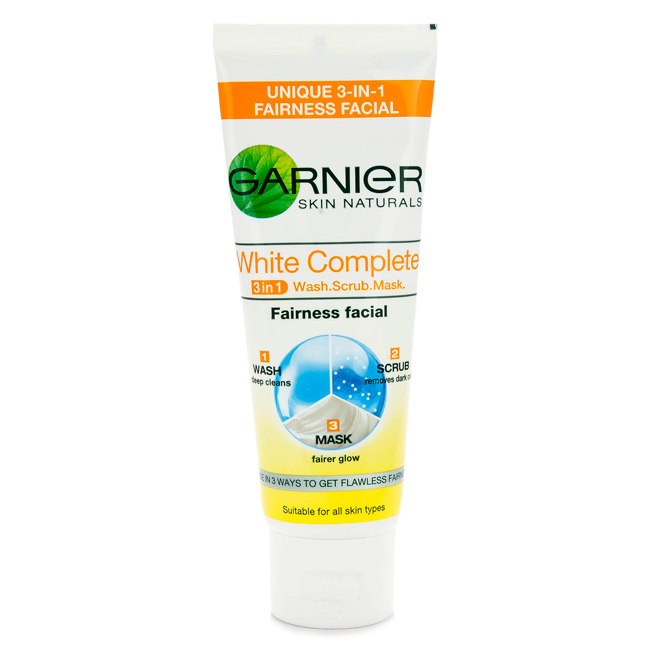 UNIQUE 3-IN-1
FAIRNESS FACIAL
GARNIER
SKIN NATURALS
White Complete
3 in 1 Wash.Scrub.Mask.
Fairness facial
1
WASH
deep cleans
2
SCRUB
removes dark
3
MASK
fairer glow
IN 3 WAYS TO GET FLAWLESS
Suitable for all skin types